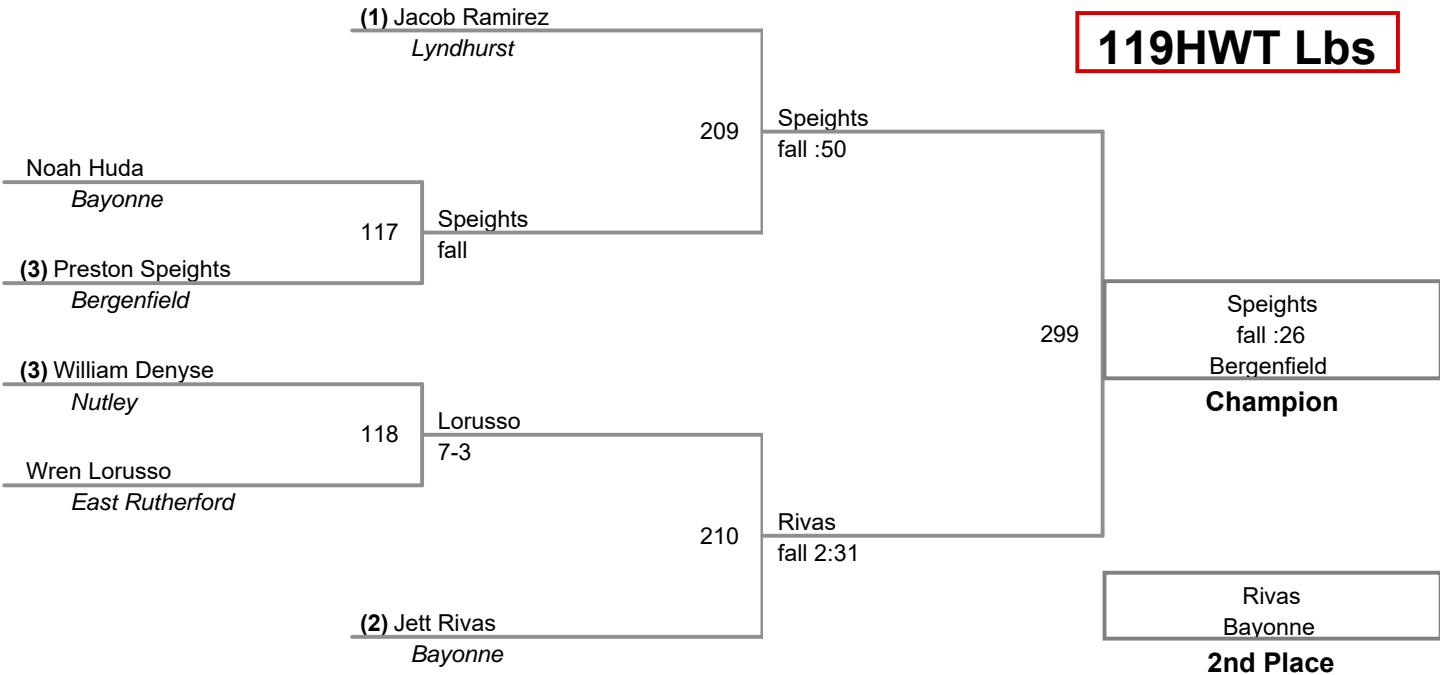 (1) Jacob Ramirez
Lyndhurst
119HWT Lbs
209
Speights
fall :50
Noah Huda
Bayonne
117
Speights
fall
(3) Preston Speights
Bergenfield
299
Speights
fall :26
Bergenfield
Champion
(3) William Denyse
Nutley
118
Lorusso
7-3
Wren Lorusso
East Rutherford
210
Rivas
fall 2:31
(2) Jett Rivas
Bayonne
Rivas
Bayonne
2nd Place